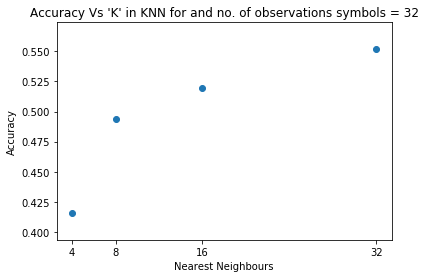 Accuracy Vs 'K' in KNN for and no. of observations symbols = 32
0.550
0.525
0.500
0.475
0.450
0.425
0.400
Accuracy
4 8 16 32
Nearest Neighbours